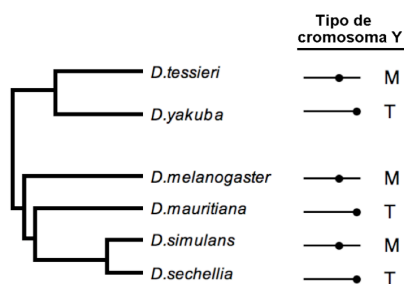 Tipo de
cromosoma Y
D.tessieri M
D.yakuba T
D.melanogaster M
D.mauritiana T
D.simulans M
D.sechellia T